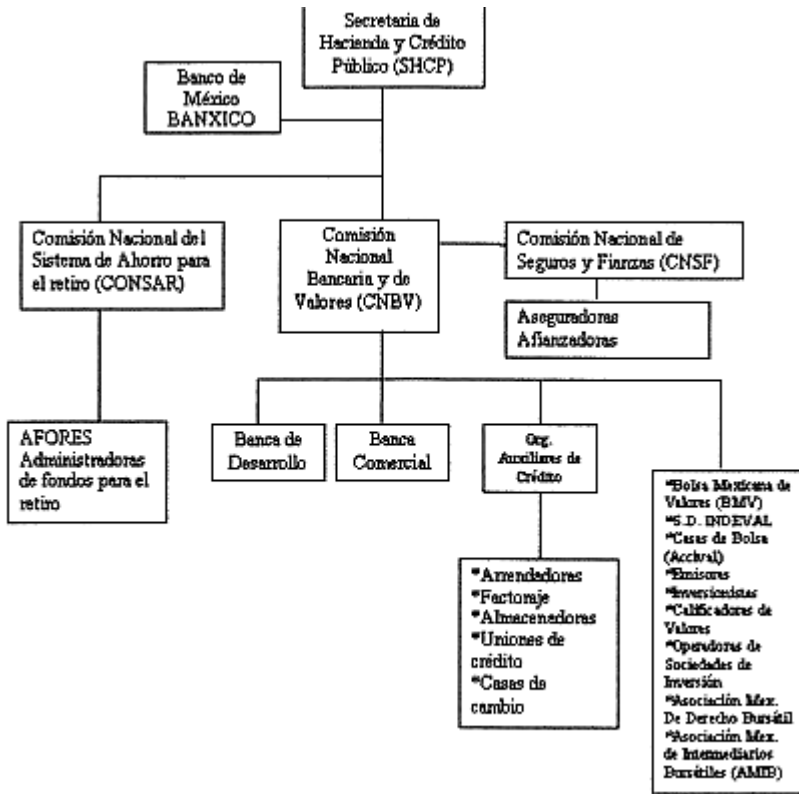 Secretaria de
Hacienda y Crédito
Público (SHCP)
Banco de
México
BANXICO
Comisión Nacional del
Sistema de Ahorro para
el retiro (CONSAR)
Comisión
Nacional
Bancaria y de
Valores (CNBV)
Comisión Nacional de
Seguros y Fianzas (CNSF)
Aseguradoras
Afianzadoras
AFORES
Administradoras
de fondos para el
retiro
Banca de
Desarrollo
Banca
Comercial
Org.
Auxiliares de
Crédito
*Arrendadoras
*Factoraje
*Almacenadoras
*Uniones de
crédito
*Casas de
cambio
*Bolsa Mexicana de
Valores (BMV)
*S.D. INDEVAL
*Casas de Bolsa
(Accival)
*Emisoras
*Inversionistas
*Calificadoras de
Valores
*Operadoras de
Sociedades de
Inversión
*Asociación Mex.
De Derecho Bursátil
*Asociación Mex.
de Intermediarios
Bursátiles (AMIB)